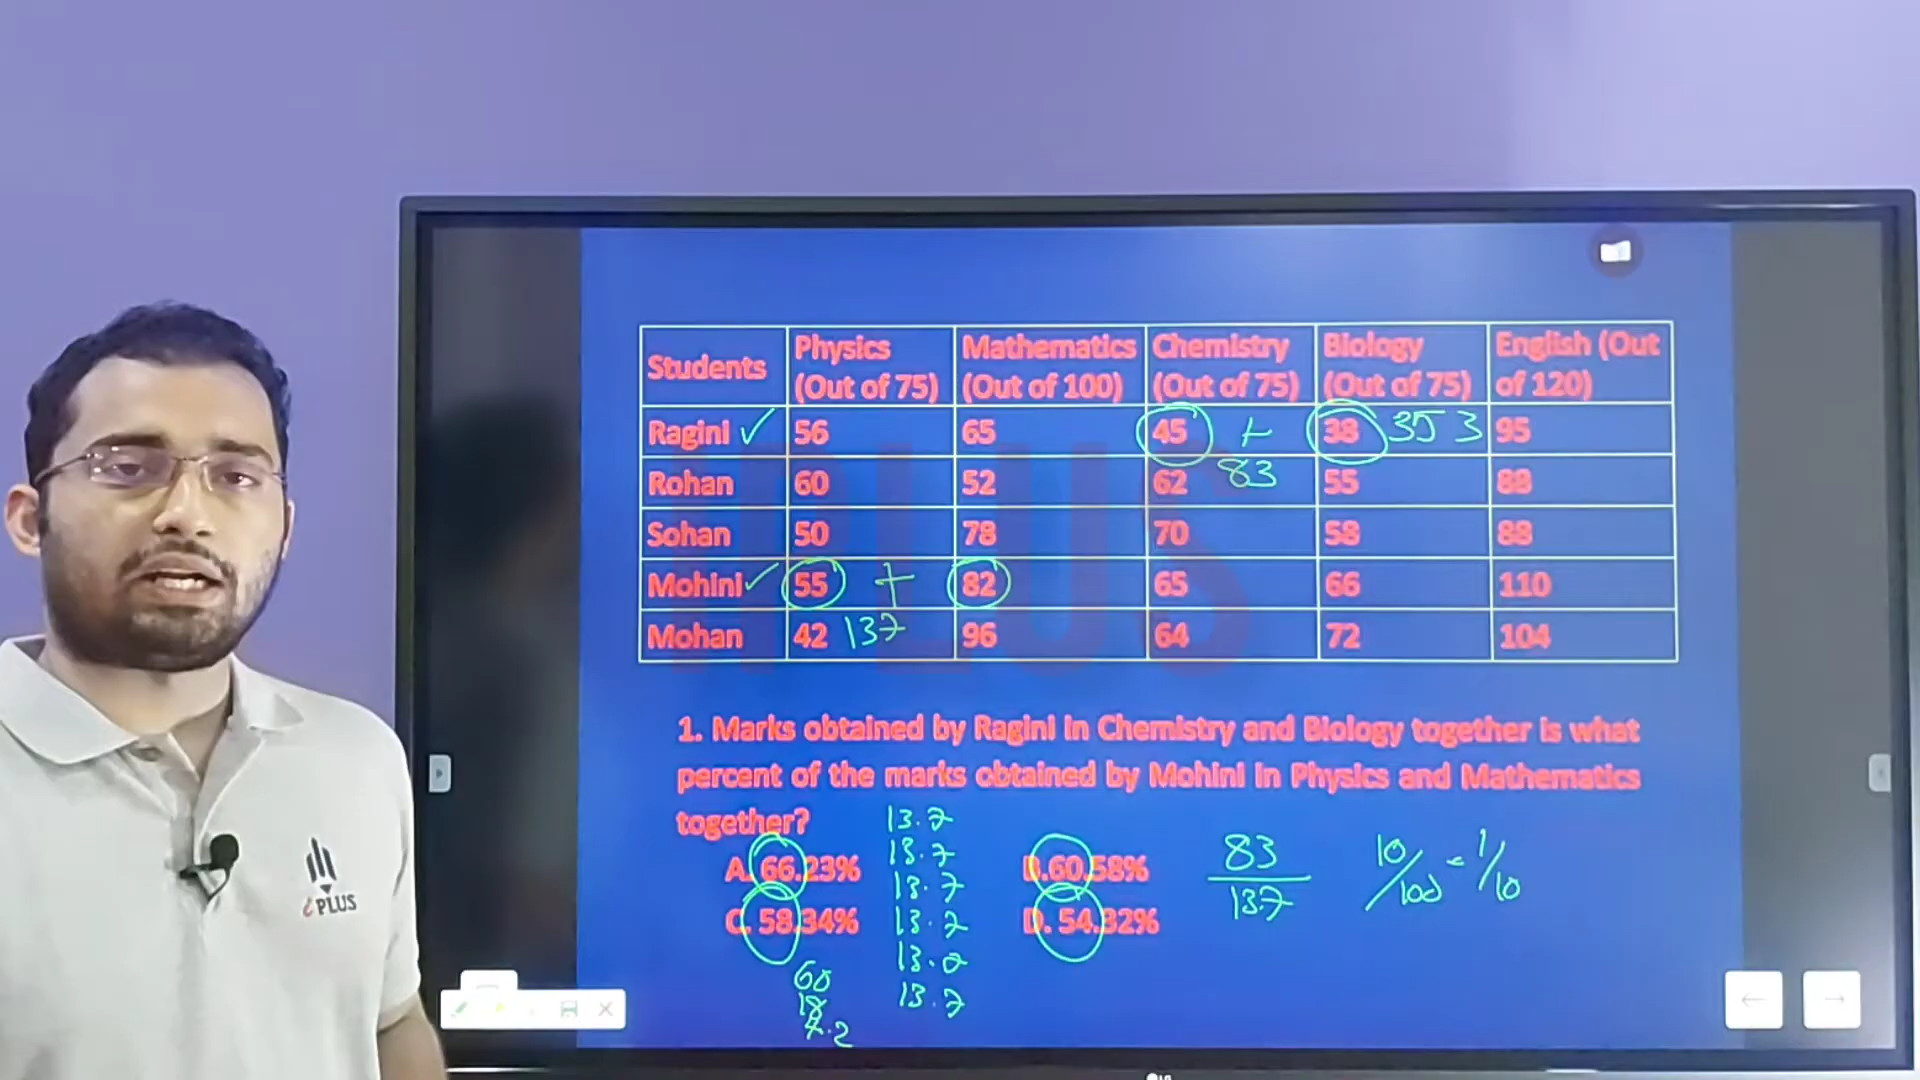 Students Physics (Out of 75) Mathematics (Out of 100) Chemistry (Out of 75) Biology (Out of 75) English (Out of 120)
Ragini ✓ 56 65 45 + 38 353 95
83
Rohan 60 52 62 55 88
Sohan 50 78 70 58 88
Mohini ✓ 55 + 82 65 66 110
Mohan 42 137 96 64 72 104
PLUS
1. Marks obtained by Ragini in Chemistry and Biology together is what
percent of the marks obtained by Mohini in Physics and Mathematics
together?
A. 66.23% B.60.58%
C. 58.34% D. 54.32%
13.7
13.7
13.7
13.7
13.7
60
18
4.2
83
137
10/100 = 1/10
PLUS